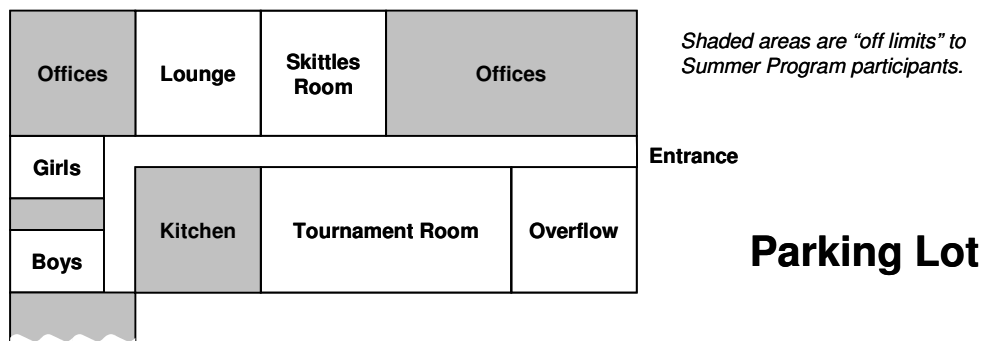 Offices
Lounge
Skittles
Room
Offices
Shaded areas are “off limits” to
Summer Program participants.
Girls
Entrance
Kitchen
Tournament Room
Overflow
Boys
Parking Lot